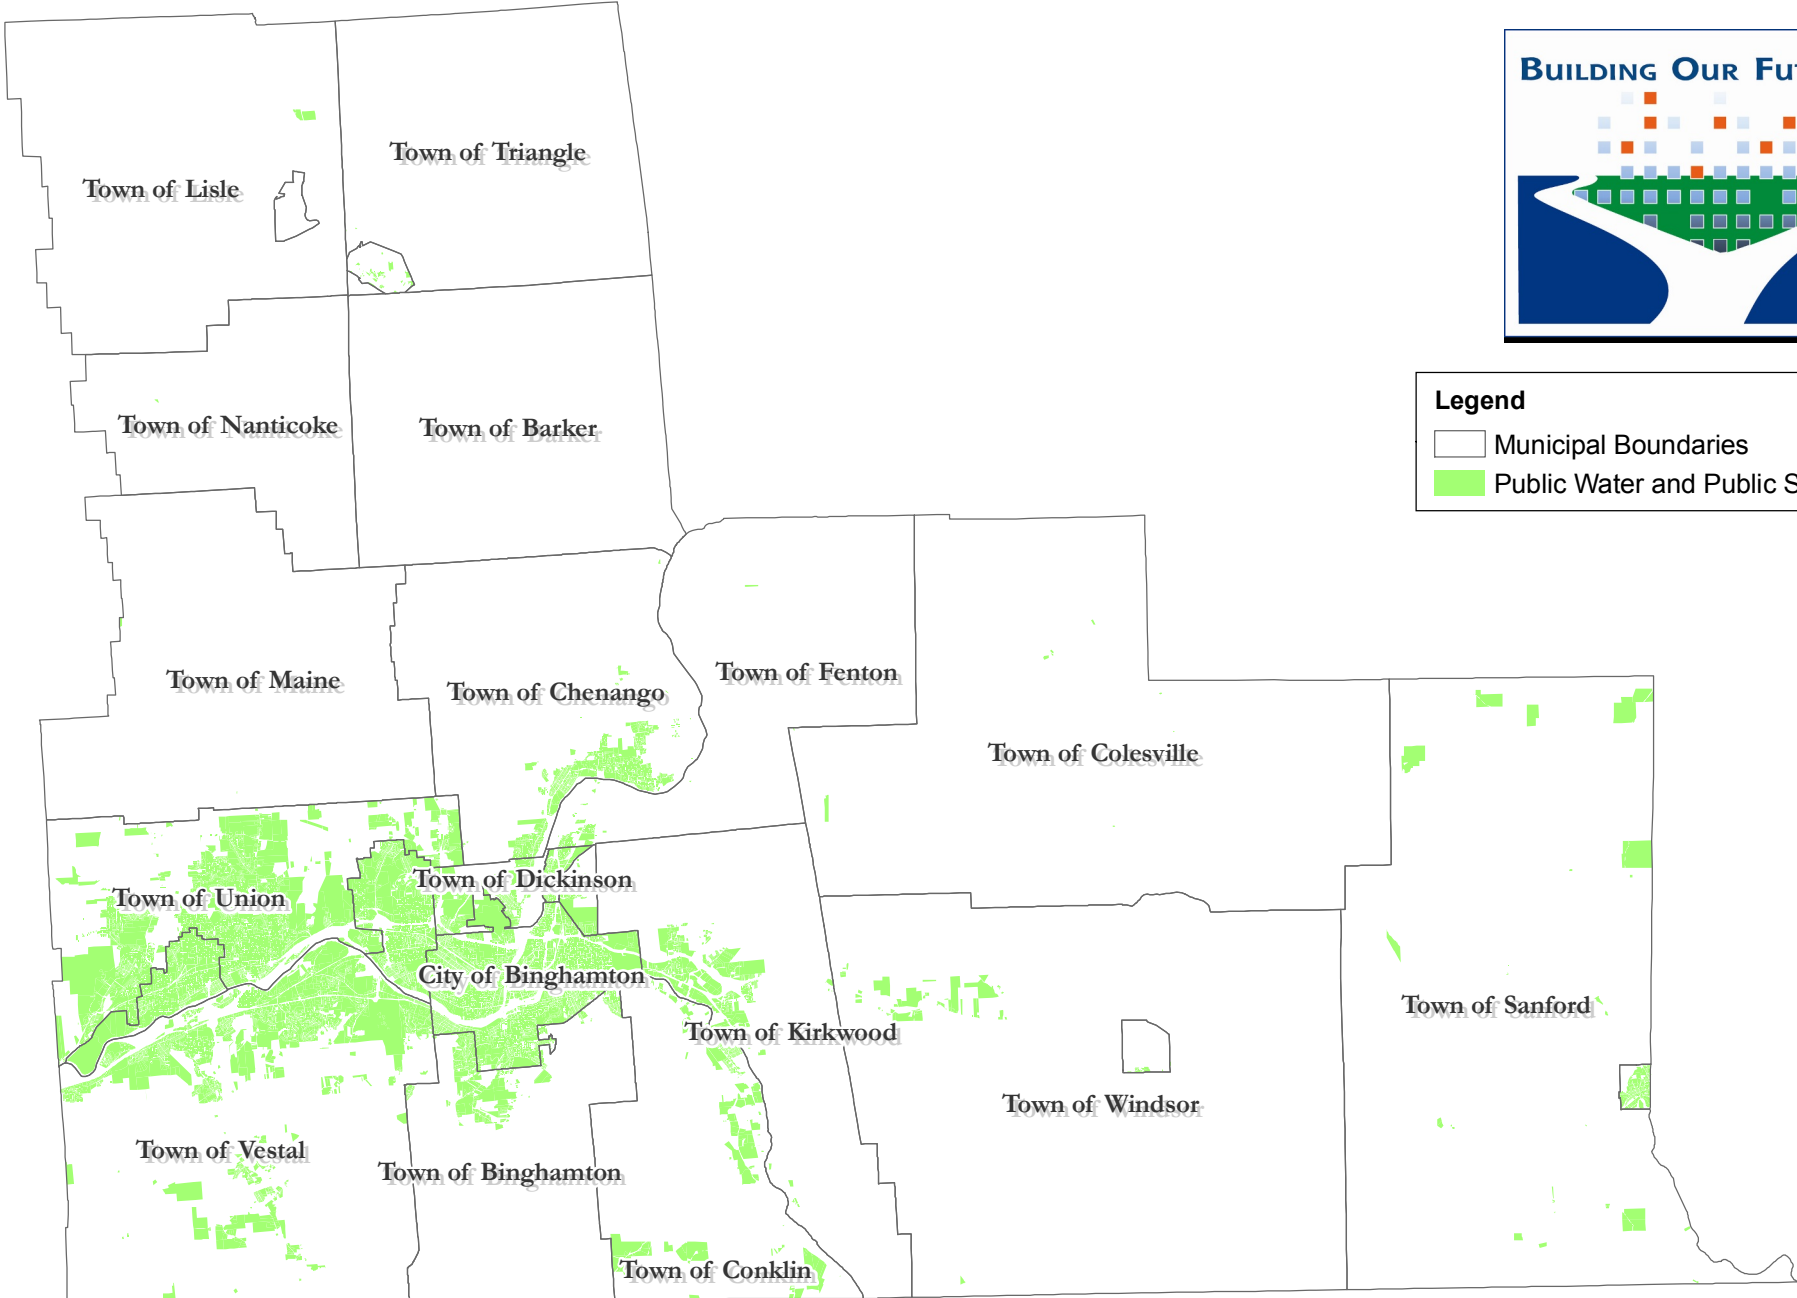 BUILDING OUR
Town of Triangle
Town of Lisle
Legend
Municipal Boundaries
Public Water and Public
Town of Nanticoke
Town of Barker
Town of Maine
Town of Chenango
Town of Fenton
Town of Colesville
Town of Dickinson
Town of Union
City of Binghamton
Town of Sanford
Town of Kirkwood
Town of Windsor
Town of Vestal
Town of Binghamton
Town of Conklin